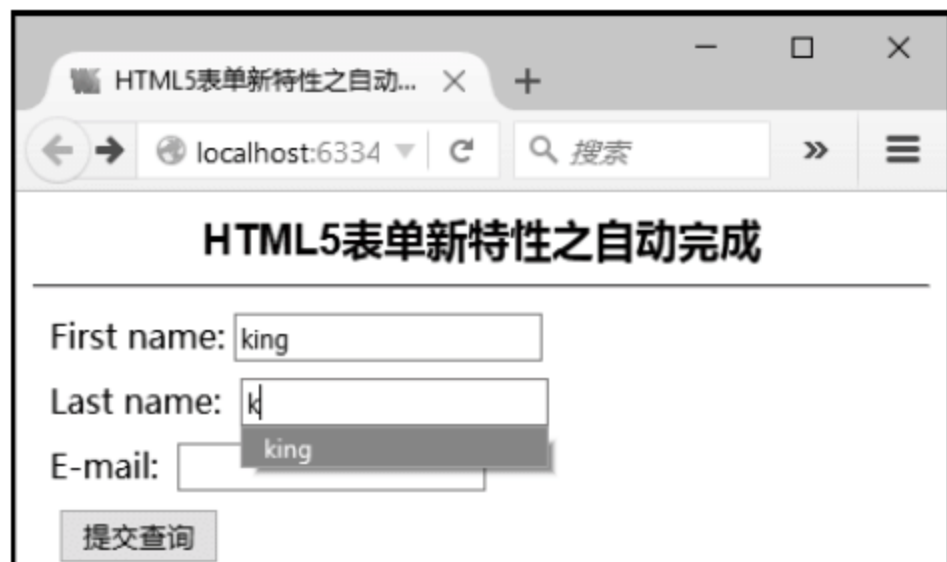 HTML5表单新特性之自动...
localhost:6334
搜索
HTML5表单新特性之自动完成
First name: king
Last name: k
king
E-mail:
提交查询